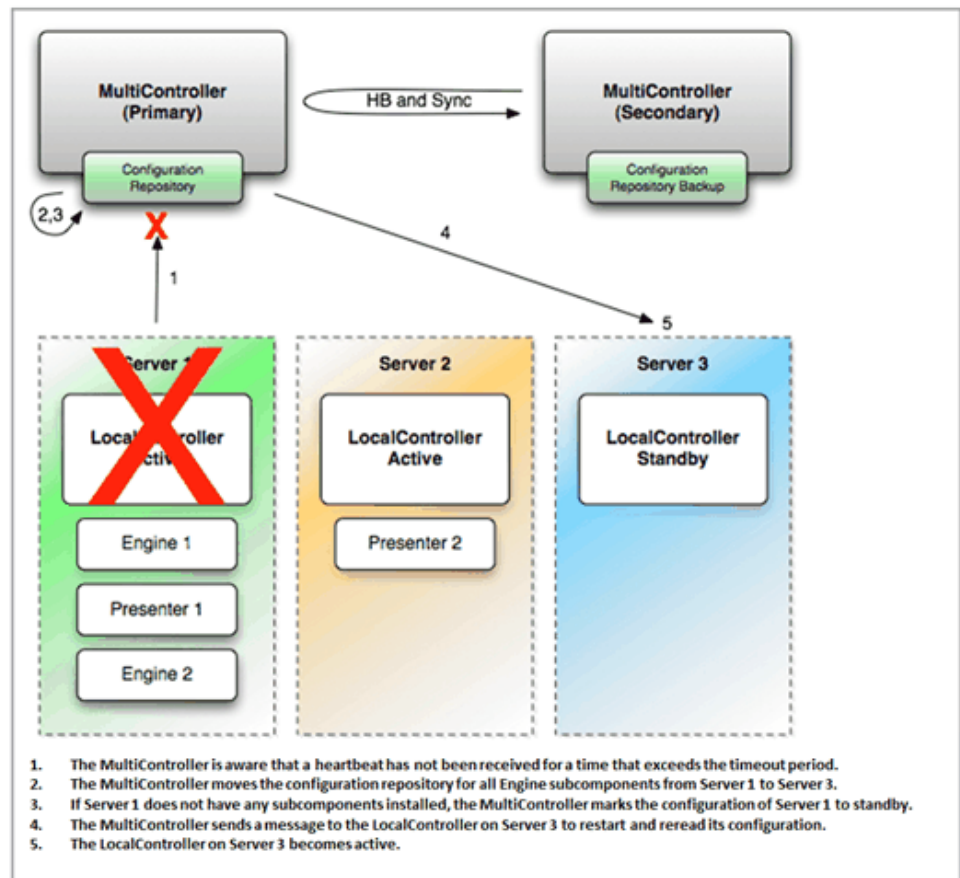 MultiController
(Primary)
HB and Sync
MultiController
(Secondary)
Configuration
Repository
Configuration
Repository Backup
2,3
X
4
1
5
Server 1
LocalController
Active
Engine 1
Presenter 1
Engine 2
Server 2
LocalController
Active
Presenter 2
Server 3
LocalController
Standby
1. The MultiController is aware that a heartbeat has not been received for a time that exceeds the timeout period.
2. The MultiController moves the configuration repository for all Engine subcomponents from Server 1 to Server 3.
3. If Server 1 does not have any subcomponents installed, the MultiController marks the configuration of Server 1 to standby.
4. The MultiController sends a message to the LocalController on Server 3 to restart and reread its configuration.
5. The LocalController on Server 3 becomes active.